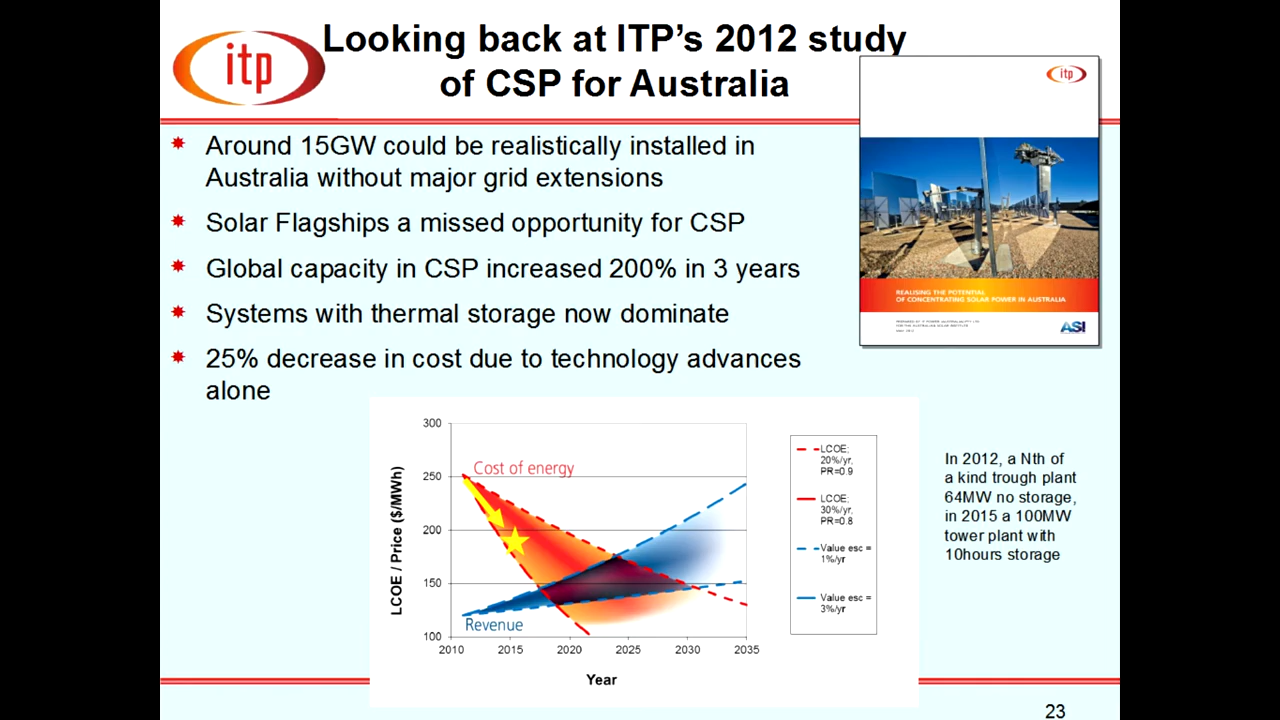 itp
Looking back at ITP's 2012 study
of CSP for Australia
itp
Around 15GW could be realistically installed in
Australia without major grid extensions
Solar Flagships a missed opportunity for CSP
Global capacity in CSP increased 200% in 3 years
Systems with thermal storage now dominate
25% decrease in cost due to technology advances
alone
REALISING THE POTENTIAL
OF CONCENTRATING SOLAR POWER IN AUSTRALIA
ASI
300
250
200
150
100
LCOE / Price ($/MWh)
Cost of energy
Revenue
2010 2015 2020 2025 2030 2035
Year
LCOE;
20%/yr,
PR=0.9
LCOE;
30%/yr,
PR=0.8
Value esc =
1%/yr
Value esc =
3%/yr
In 2012, a Nth of
a kind trough plant
64MW no storage,
in 2015 a 100MW
tower plant with
10hours storage
23